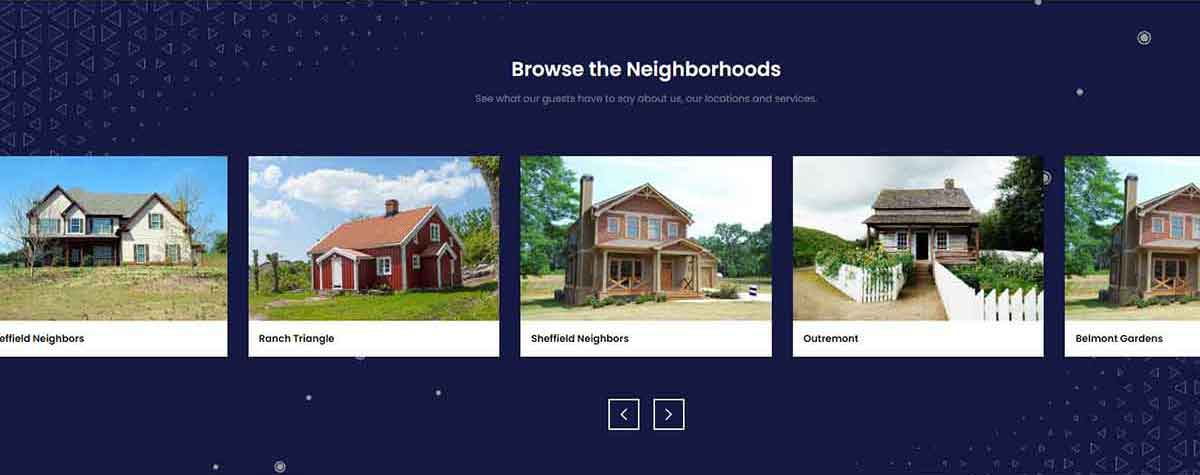 Browse the Neighborhoods
See what our guests have to say about us, our locations and services.
effield Neighbors
Ranch Triangle
Sheffield Neighbors
Outremont
Belmont Gardens